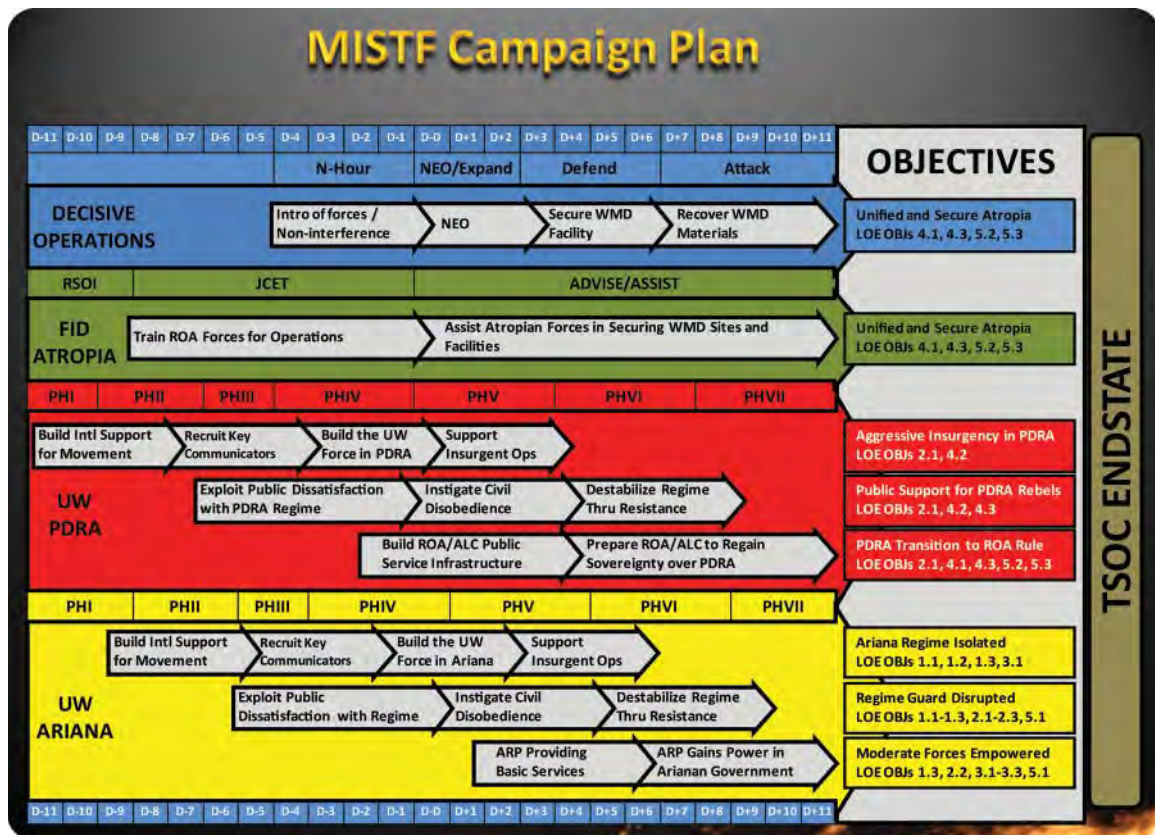 MISTF Campaign Plan
D-11 D-10 D-9 D-8 D-7 D-6 D-5 D-4 D-3 D-2 D-1 D-D D+1 D+2 D+3 D+4 D+5 D+6 D+7 D+8 D+9 D+10 D+11
OBJECTIVES
N-Hour NEO/Expand Defend Attack
DECISIVE
OPERATIONS
Intro of forces /
Non-interference
NEO
Secure WMD
Facility
Recover WMD
Materials
Unified and Secure Atropia
LOE OBJs 4.1, 4.3, 5.2, 5.3
RSOI JCET ADVISE/ASSIST
FID
ATROPIA
Train ROA Forces for Operations
Assist Atropian Forces in Securing WMD Sites and
Facilities
Unified and Secure Atropia
LOE OBJs 4.1, 4.3, 5.2, 5.3
PHI PHII PHIII PHIV PHV PHVI PHVII
UW
PDRA
Build Intl Support
for Movement
Recruit Key
Communicators
Build the UW
Force in PDRA
Support
Insurgent Ops
Aggressive Insurgency in PDRA
LOE OBJs 2.1, 4.2
Exploit Public Dissatisfaction
with PDRA Regime
Instigate Civil
Disobedience
Destabilize Regime
Thru Resistance
Public Support for PDRA Rebels
LOE OBJs 2.1, 4.2, 4.3
Build ROA/ALC Public
Service Infrastructure
Prepare ROA/ALC to Regain
Sovereignty over PDRA
PDRA Transition to ROA Rule
LOE OBJs 2.1, 4.1, 4.3, 5.2, 5.3
PHI PHII PHIII PHIV PHV PHVI PHVII
UW
ARIANA
Build Intl Support
for Movement
Recruit Key
Communicators
Build the UW
Force in Ariana
Support
Insurgent Ops
Ariana Regime Isolated
LOE OBJs 1.1, 1.2, 1.3, 3.1
Exploit Public
Dissatisfaction with Regime
Instigate Civil
Disobedience
Destabilize Regime
Thru Resistance
Regime Guard Disrupted
LOE OBJs 1.1-1.3, 2.1-2.3, 5.1
ARP Providing
Basic Services
ARP Gains Power in
Arianan Government
Moderate Forces Empowered
LOE OBJs 1.3, 2.2, 3.1-3.3, 5.1
D-11 D-10 D-9 D-8 D-7 D-6 D-5 D-4 D-3 D-2 D-1 D-D D+1 D+2 D+3 D+4 D+5 D+6 D+7 D+8 D+9 D+10 D+11
TSOC ENDSTATE